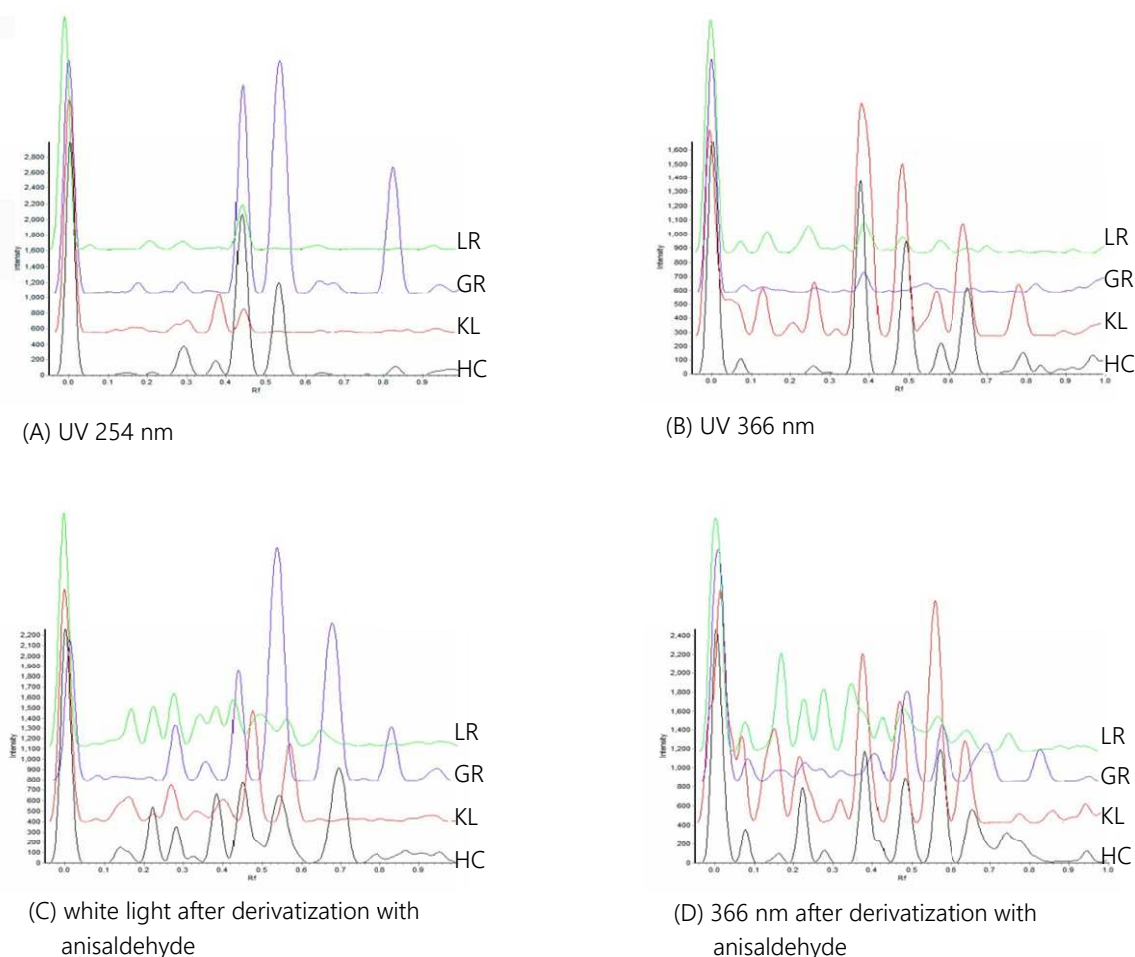 2,800
2,600
2,400
2,200
2,000
1,800
1,600
1,400
1,200
1,000
800
600
400
200
0
Intensity
0.0 0.1 0.2 0.3 0.4 0.5 0.6 0.7 0.8 0.9
Rf
LR
GR
KL
HC
(A) UV 254 nm
1,600
1,500
1,400
1,300
1,200
1,100
1,000
900
800
700
600
500
400
300
200
100
0
Intensity
0.0 0.1 0.2 0.3 0.4 0.5 0.6 0.7 0.8 0.9 1.0
Rf
LR
GR
KL
HC
(B) UV 366 nm
2,200
2,100
2,000
1,900
1,800
1,700
1,600
1,500
1,400
1,300
1,200
1,100
1,000
900
800
700
600
500
400
300
200
100
0
Intensity
0.0 0.1 0.2 0.3 0.4 0.5 0.6 0.7 0.8 0.9
Rf
LR
GR
KL
HC
(C) white light after derivatization with
anisaldehyde
2,400
2,200
2,000
1,800
1,600
1,400
1,200
1,000
800
600
400
200
0
Intensity
0.0 0.1 0.2 0.3 0.4 0.5 0.6 0.7 0.8 0.9 1.0
Rf
LR
GR
KL
HC
(D) 366 nm after derivatization with
anisaldehyde